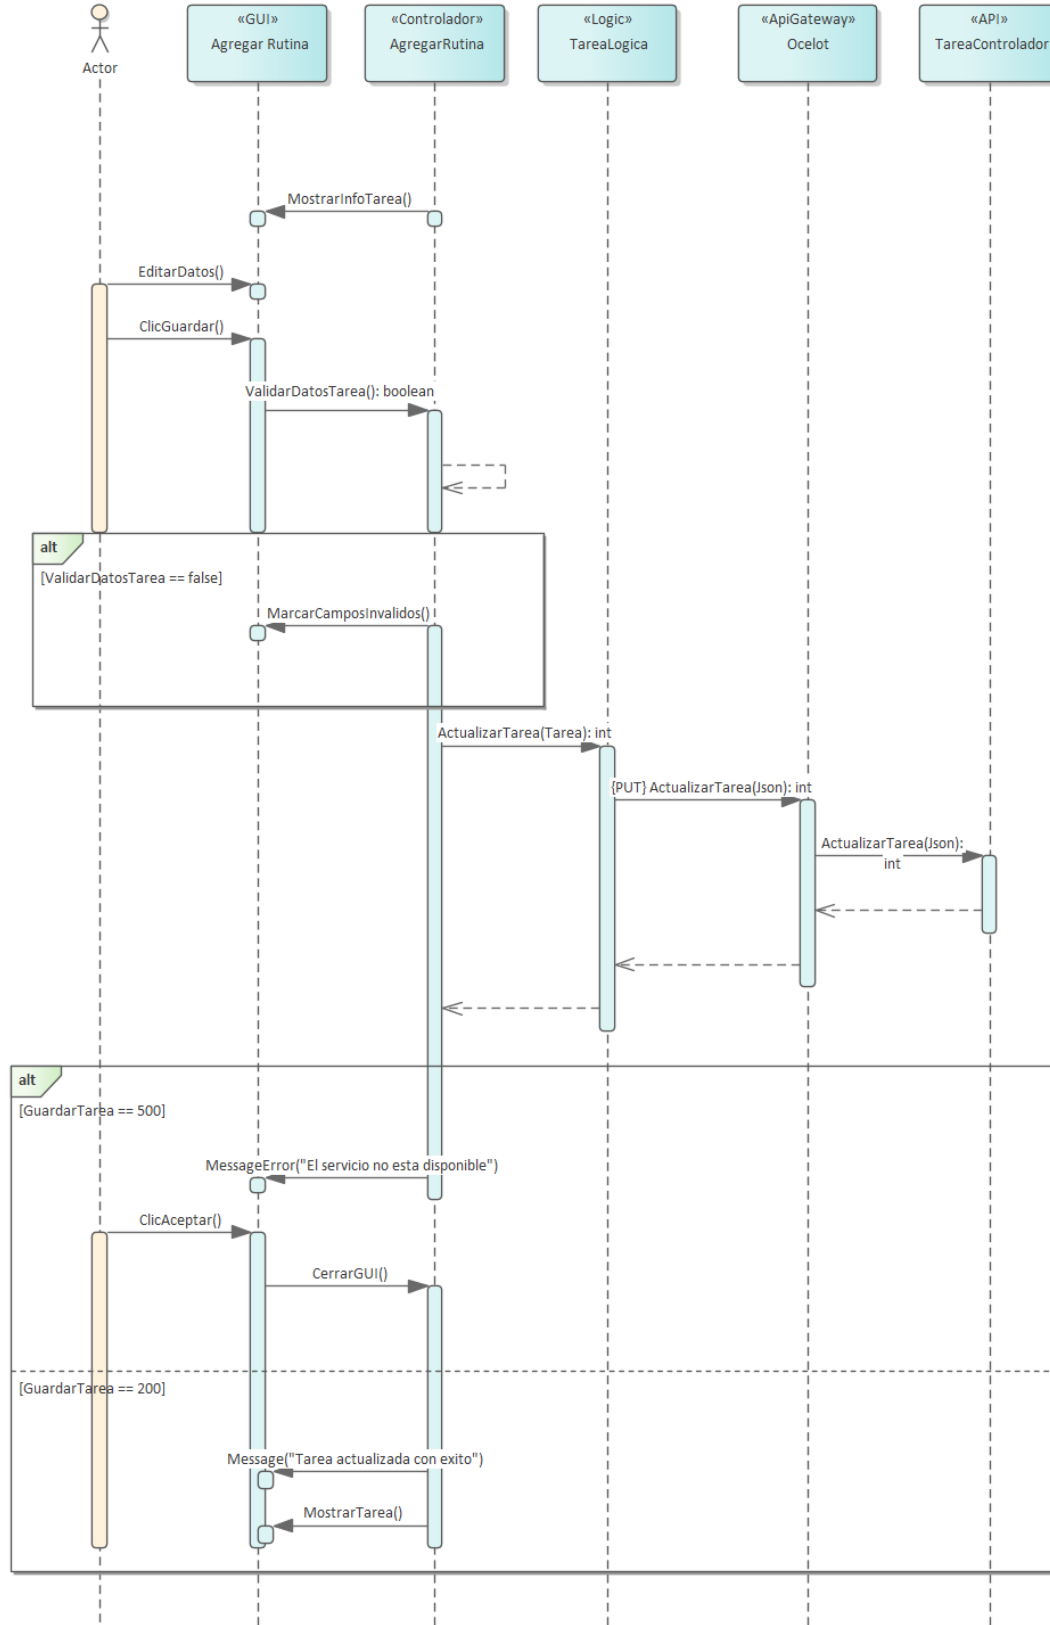 Actor
«GUI»
Agregar Rutina
«Controlador»
AgregarRutina
«Logic»
TareaLogica
«ApiGateway»
Ocelot
«API»
TareaControlador
MostrarInfoTarea()
EditarDatos()
ClicGuardar()
ValidarDatosTarea(): boolean
alt
[ValidarDatosTarea == false]
MarcarCamposInvalidos()
ActualizarTarea(Tarea): int
{PUT} ActualizarTarea(Json): int
ActualizarTarea(Json):
int
alt
[GuardarTarea == 500]
MessageError("El servicio no esta disponible")
ClicAceptar()
CerrarGUI()
[GuardarTarea == 200]
Message("Tarea actualizada con exito")
MostrarTarea()